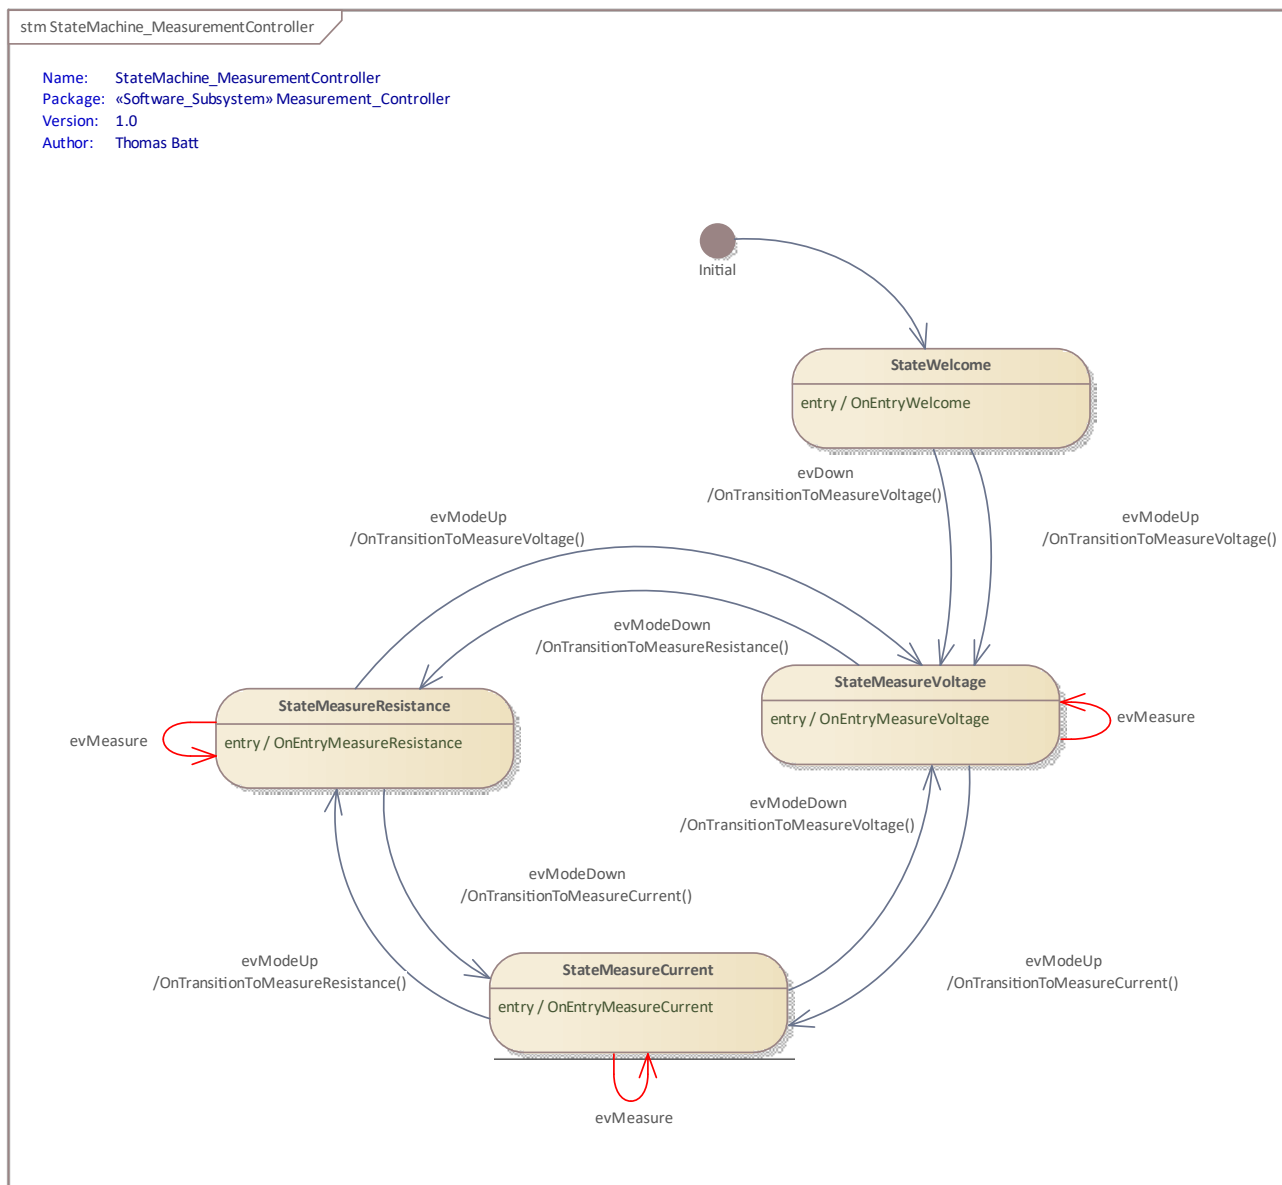 stm StateMachine_MeasurementController
Name: StateMachine_MeasurementController
Package: «Software_Subsystem» Measurement_Controller
Version: 1.0
Author: Thomas Batt
Initial
StateWelcome
entry / OnEntryWelcome
evDown
/OnTransitionToMeasureVoltage()
evModeUp
/OnTransitionToMeasureVoltage()
evModeUp
/OnTransitionToMeasureVoltage()
evModeDown
/OnTransitionToMeasureResistance()
StateMeasureVoltage
entry / OnEntryMeasureVoltage
evMeasure
StateMeasureResistance
entry / OnEntryMeasureResistance
evMeasure
evModeDown
/OnTransitionToMeasureVoltage()
evModeDown
/OnTransitionToMeasureCurrent()
evModeUp
/OnTransitionToMeasureResistance()
evModeUp
/OnTransitionToMeasureCurrent()
StateMeasureCurrent
entry / OnEntryMeasureCurrent
evMeasure